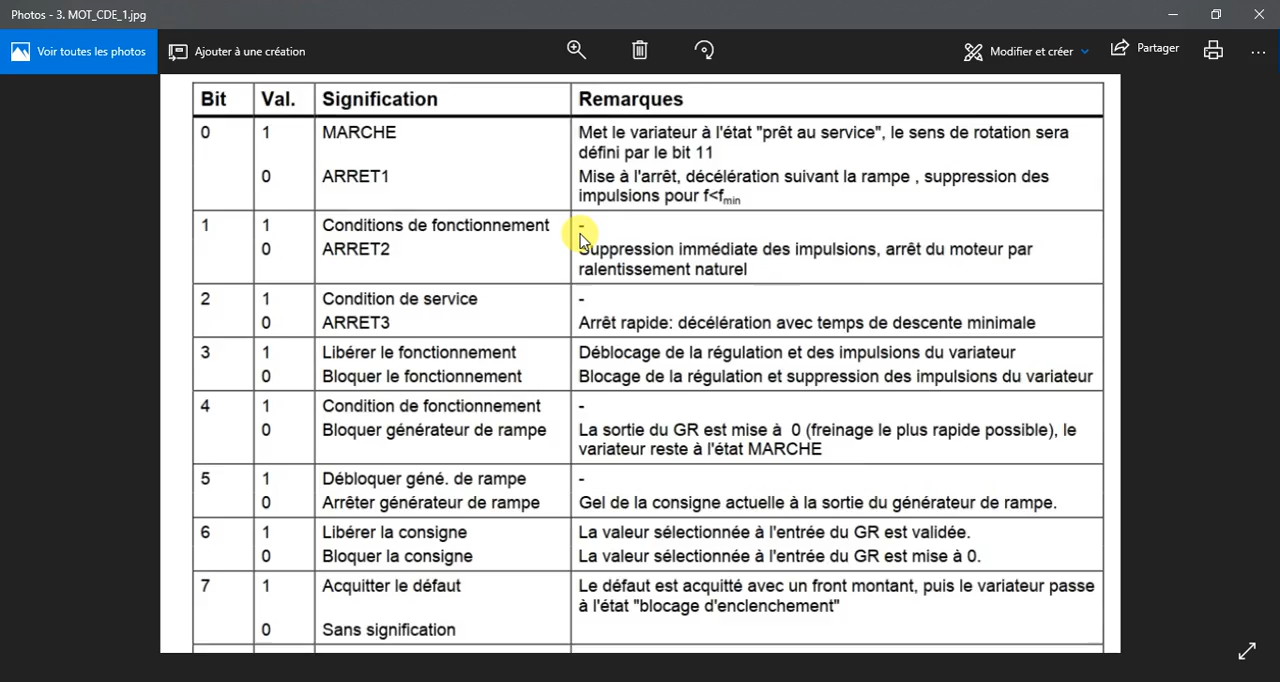 Photos - 3. MOT_CDE_1.jpg
Voir toutes les photos
Ajouter à une création
Modifier et créer
Partager
Bit Val. Signification Remarques
0 1 MARCHE Met le variateur à l'état "prêt au service", le sens de rotation sera
défini par le bit 11
0 ARRET1 Mise à l'arrêt, décélération suivant la rampe , suppression des
impulsions pour f<fmin
1 1 Conditions de fonctionnement -
0 ARRET2 Suppression immédiate des impulsions, arrêt du moteur par
ralentissement naturel
2 1 Condition de service -
0 ARRET3 Arrêt rapide: décélération avec temps de descente minimale
3 1 Libérer le fonctionnement Déblocage de la régulation et des impulsions du variateur
0 Bloquer le fonctionnement Blocage de la régulation et suppression des impulsions du variateur
4 1 Condition de fonctionnement -
0 Bloquer générateur de rampe La sortie du GR est mise à 0 (freinage le plus rapide possible), le
variateur reste à l'état MARCHE
5 1 Débloquer géné. de rampe -
0 Arrêter générateur de rampe Gel de la consigne actuelle à la sortie du générateur de rampe.
6 1 Libérer la consigne La valeur sélectionnée à l'entrée du GR est validée.
0 Bloquer la consigne La valeur sélectionnée à l'entrée du GR est mise à 0.
7 1 Acquitter le défaut Le défaut est acquitté avec un front montant, puis le variateur passe
à l'état "blocage d'enclenchement"
0 Sans signification